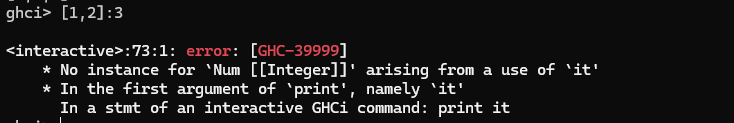 ghci> [1,2]:3
<interactive>:73:1: error: [GHC-39999]
* No instance for `Num [[Integer]]' arising from a use of `it'
* In the first argument of `print', namely `it'
In a stmt of an interactive GHCi command: print it